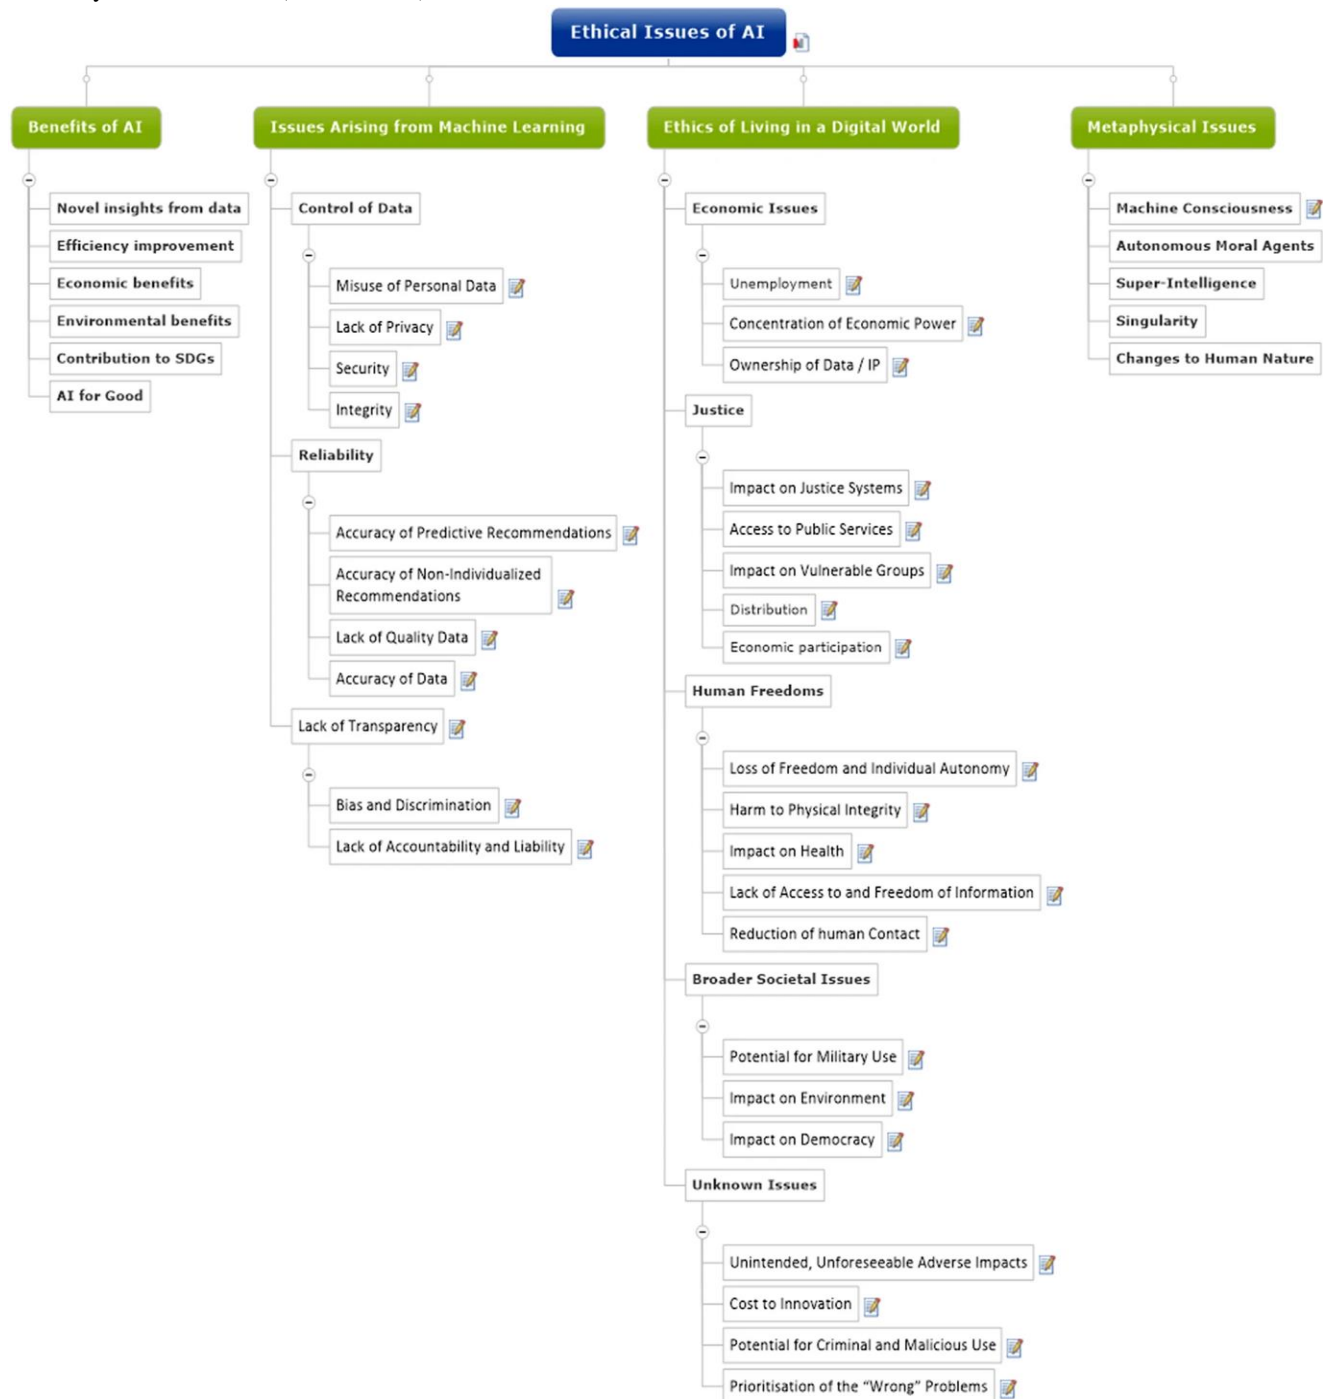 Ethical Issues of AI
Benefits of AI
Novel insights from data
Efficiency improvement
Economic benefits
Environmental benefits
Contribution to SDGs
AI for Good
Issues Arising from Machine Learning
Control of Data
Misuse of Personal Data
Lack of Privacy
Security
Integrity
Reliability
Accuracy of Predictive Recommendations
Accuracy of Non-Individualized
Recommendations
Lack of Quality Data
Accuracy of Data
Lack of Transparency
Bias and Discrimination
Lack of Accountability and Liability
Ethics of Living in a Digital World
Economic Issues
Unemployment
Concentration of Economic Power
Ownership of Data / IP
Justice
Impact on Justice Systems
Access to Public Services
Impact on Vulnerable Groups
Distribution
Economic participation
Human Freedoms
Loss of Freedom and Individual Autonomy
Harm to Physical Integrity
Impact on Health
Lack of Access to and Freedom of Information
Reduction of human Contact
Broader Societal Issues
Potential for Military Use
Impact on Environment
Impact on Democracy
Unknown Issues
Unintended, Unforeseeable Adverse Impacts
Cost to Innovation
Potential for Criminal and Malicious Use
Prioritisation of the “Wrong” Problems
Metaphysical Issues
Machine Consciousness
Autonomous Moral Agents
Super-Intelligence
Singularity
Changes to Human Nature